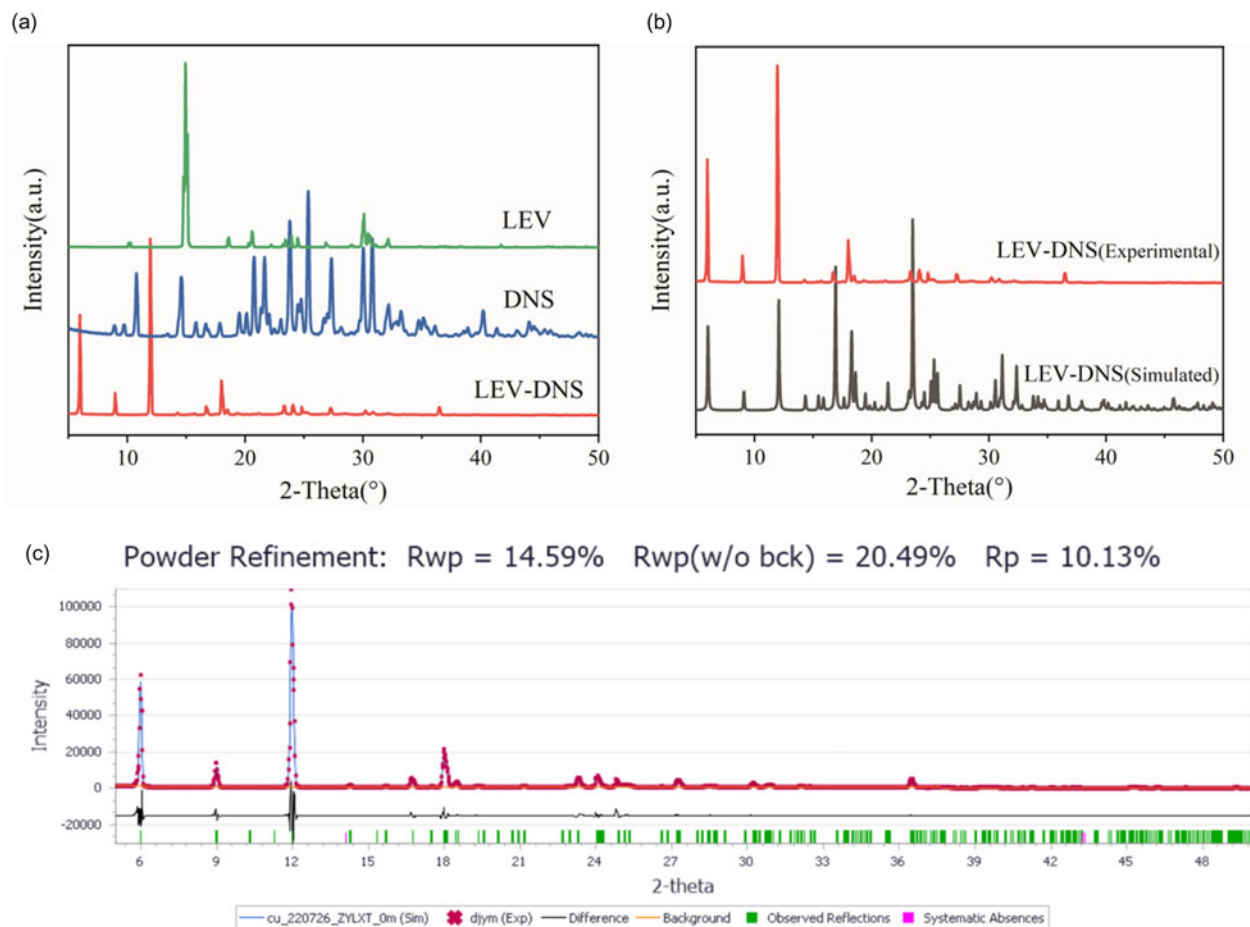 (a)
Intensity(a.u.)
LEV
DNS
LEV-DNS
10 20 30 40 50
2-Theta(°)
(b)
Intensity(a.u.)
LEV-DNS(Experimental)
LEV-DNS(Simulated)
10 20 30 40 50
2-Theta(°)
(c)
Powder Refinement: Rwp = 14.59% Rwp(w/o bck) = 20.49% Rp = 10.13%
Intensity
100000
80000
60000
40000
20000
0
-20000
6 9 12 15 18 21 24 27 30 33 36 39 42 45 48
2-theta
cu_220726_ZYLXT_0m (Sim) djym (Exp) Difference Background Observed Reflections Systematic Absences